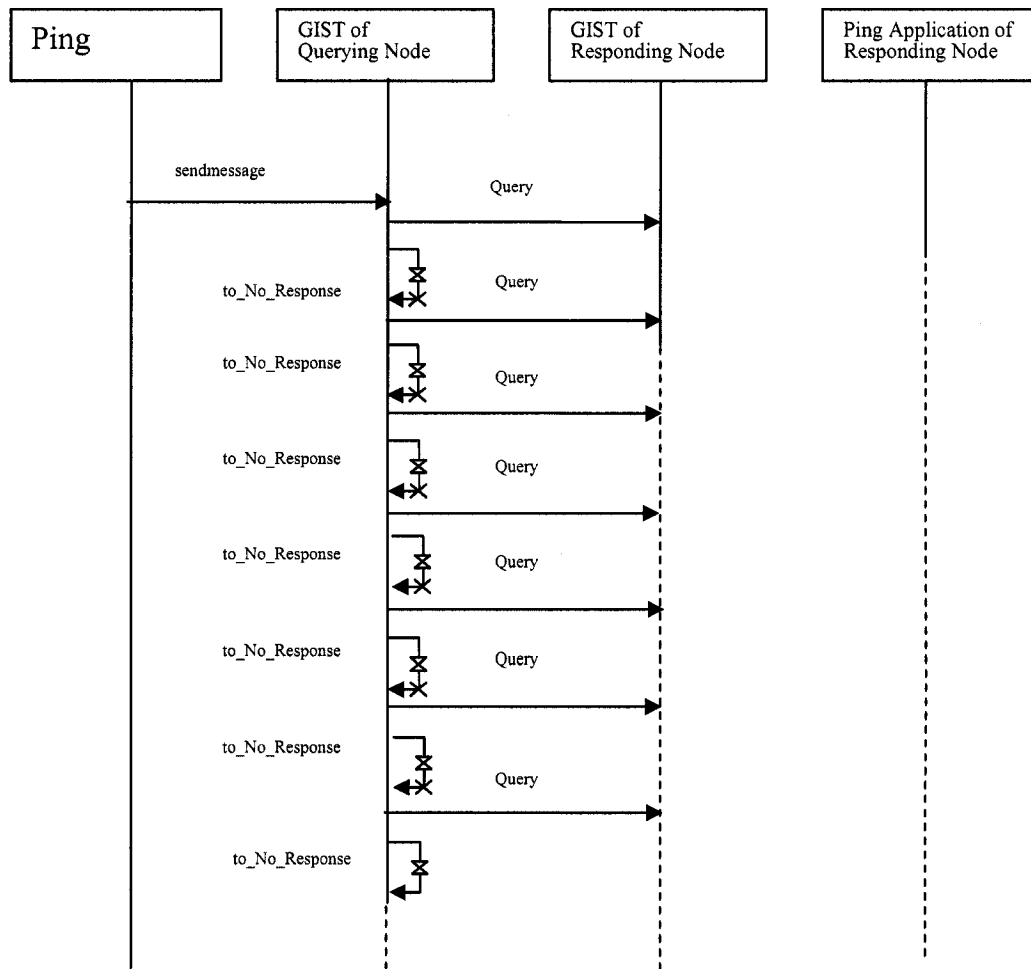 Ping
GIST of
Querying Node
GIST of
Responding Node
Ping Application of
Responding Node
sendmessage
Query
to_No_Response
Query
to_No_Response
Query
to_No_Response
Query
to_No_Response
Query
to_No_Response
Query
to_No_Response
Query
to_No_Response